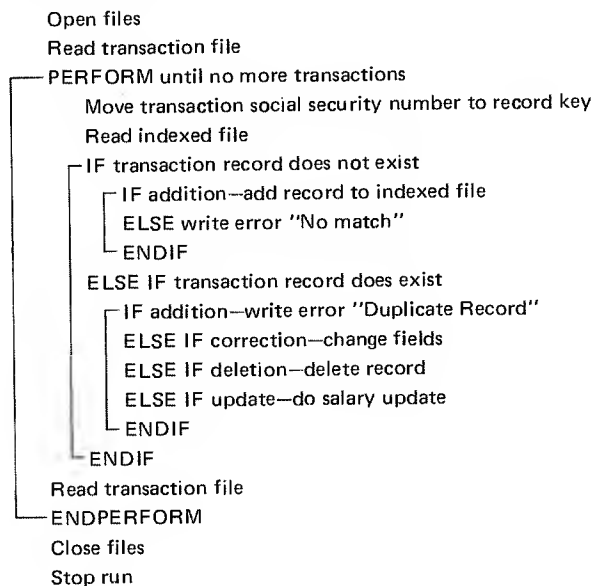 Open files
Read transaction file
PERFORM until no more transactions
Move transaction social security number to record key
Read indexed file
IF transaction record does not exist
IF addition—add record to indexed file
ELSE write error "No match"
ENDIF
ELSE IF transaction record does exist
IF addition—write error "Duplicate Record"
ELSE IF correction—change fields
ELSE IF deletion—delete record
ELSE IF update—do salary update
ENDIF
ENDIF
Read transaction file
ENDPERFORM
Close files
Stop run